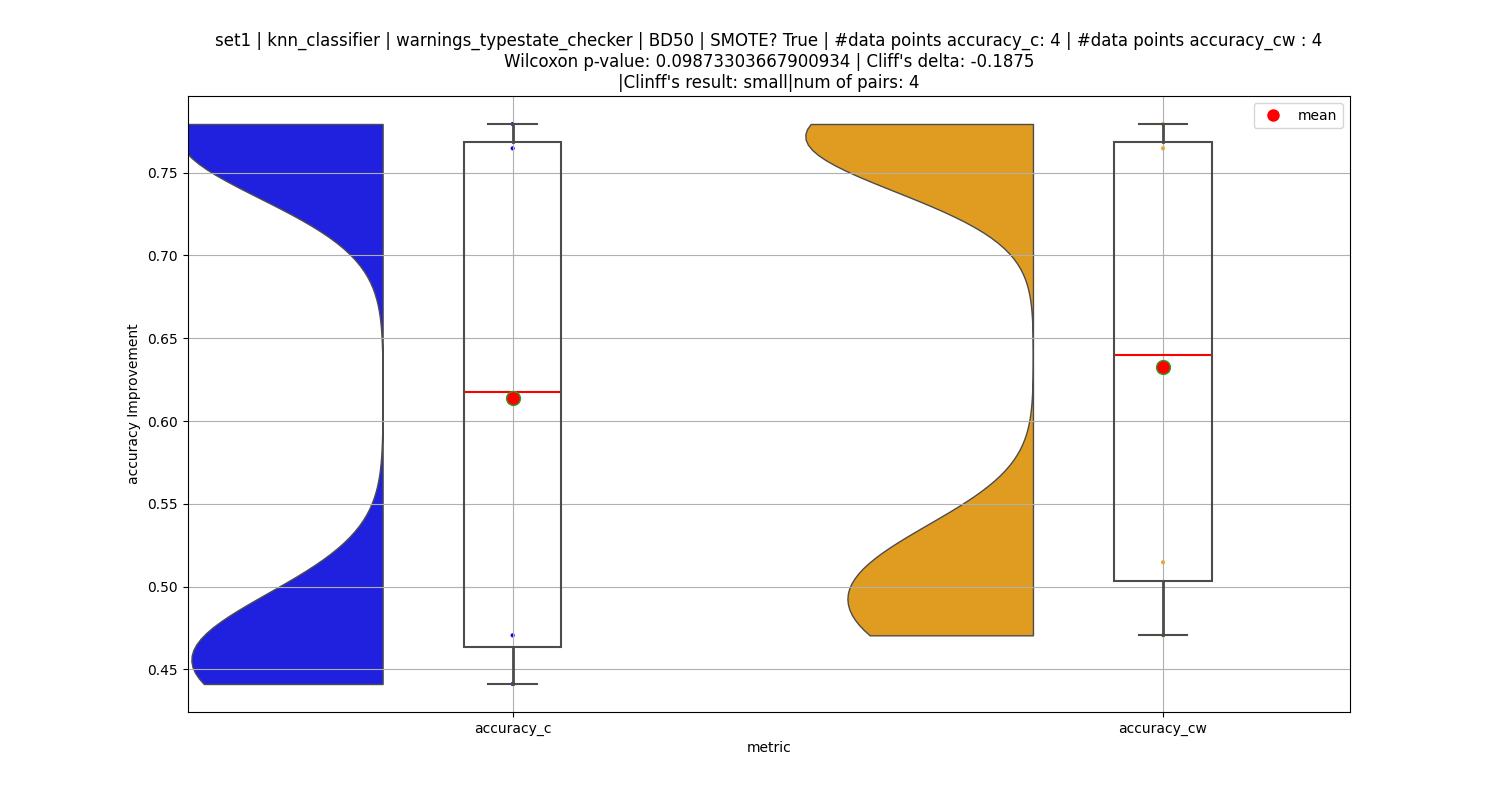 set1 | knn_classifier | warnings_typestate_checker | BD50 | SMOTE? True | #data points accuracy_c: 4 | #data points accuracy_cw : 4
Wilcoxon p-value: 0.09873303667900934 | Cliff's delta: -0.1875
|Clinff's result: small|num of pairs: 4
mean
0.75
0.70
0.65
0.60
0.55
0.50
0.45
accuracy Improvement
accuracy_c
accuracy_cw
metric